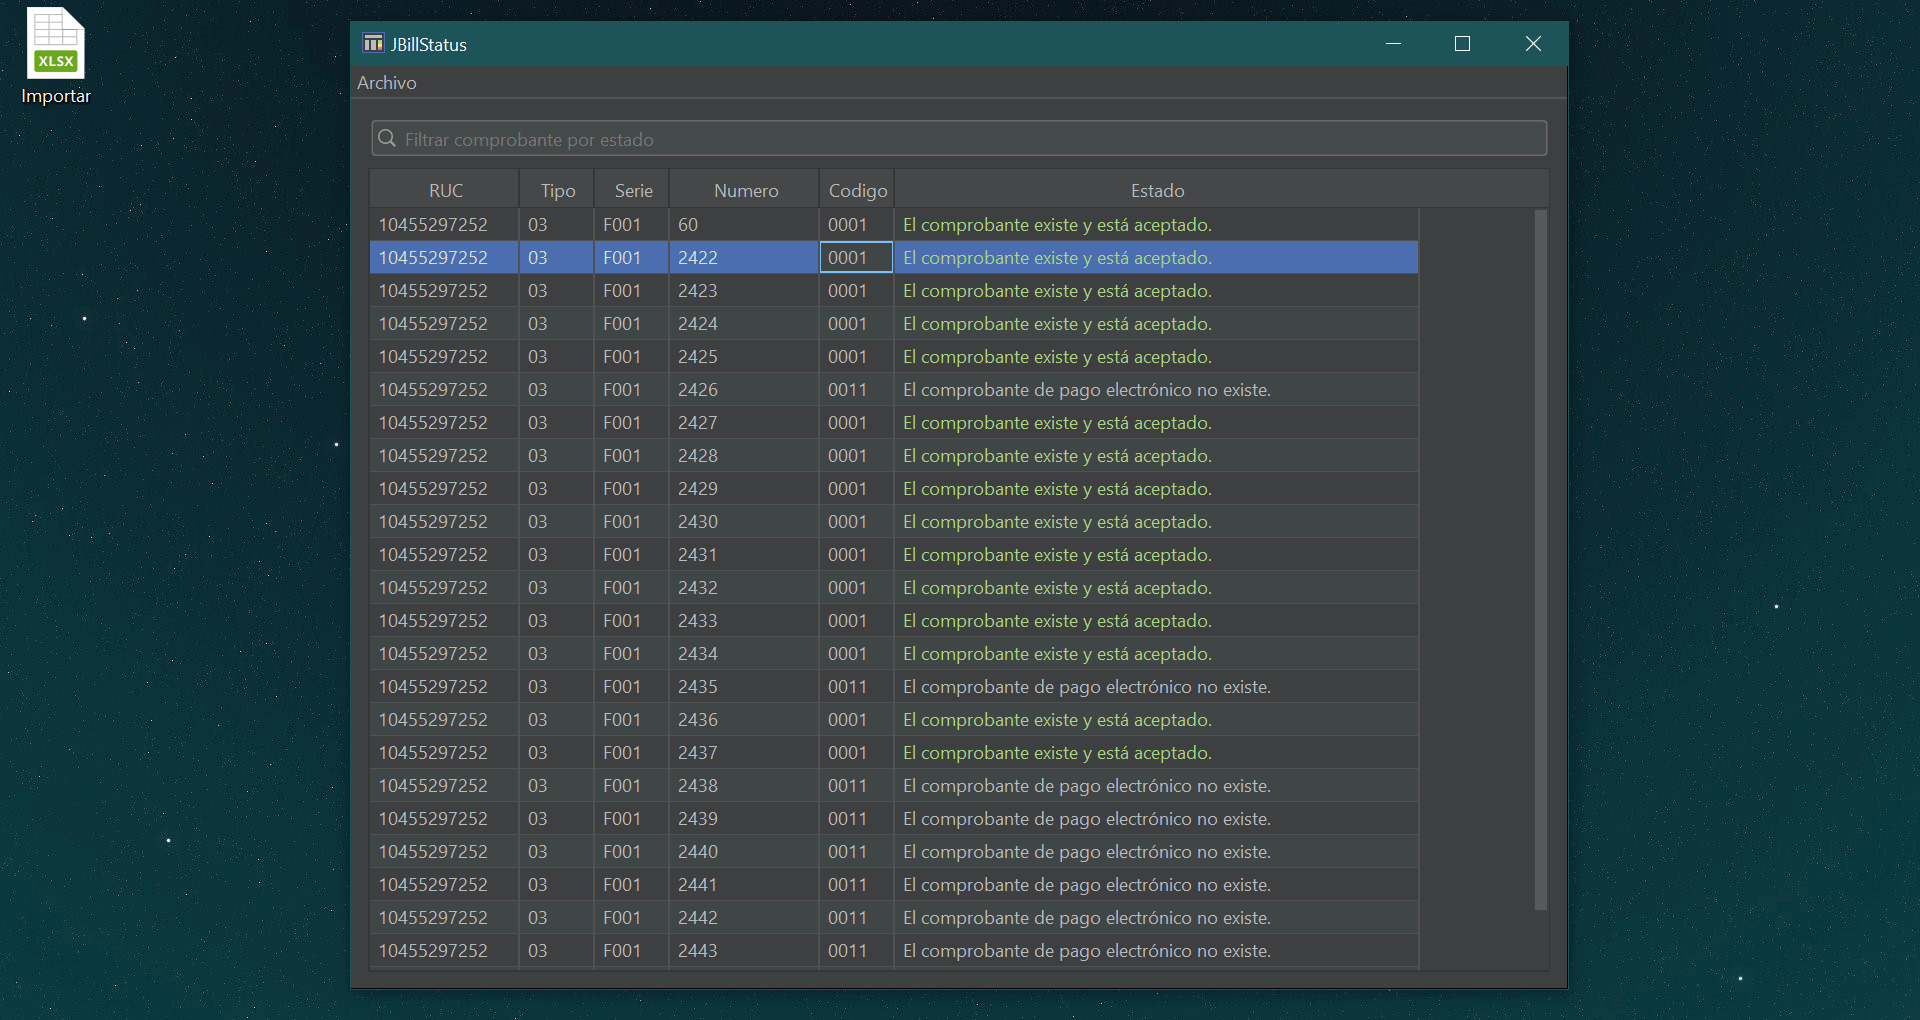 XLSX
Importar
JBillStatus
Archivo
Filtrar comprobante por estado
RUC Tipo Serie Numero Codigo Estado
10455297252 03 F001 60 0001 El comprobante existe y está aceptado.
10455297252 03 F001 2422 0001 El comprobante existe y está aceptado.
10455297252 03 F001 2423 0001 El comprobante existe y está aceptado.
10455297252 03 F001 2424 0001 El comprobante existe y está aceptado.
10455297252 03 F001 2425 0001 El comprobante existe y está aceptado.
10455297252 03 F001 2426 0011 El comprobante de pago electrónico no existe.
10455297252 03 F001 2427 0001 El comprobante existe y está aceptado.
10455297252 03 F001 2428 0001 El comprobante existe y está aceptado.
10455297252 03 F001 2429 0001 El comprobante existe y está aceptado.
10455297252 03 F001 2430 0001 El comprobante existe y está aceptado.
10455297252 03 F001 2431 0001 El comprobante existe y está aceptado.
10455297252 03 F001 2432 0001 El comprobante existe y está aceptado.
10455297252 03 F001 2433 0001 El comprobante existe y está aceptado.
10455297252 03 F001 2434 0001 El comprobante existe y está aceptado.
10455297252 03 F001 2435 0011 El comprobante de pago electrónico no existe.
10455297252 03 F001 2436 0001 El comprobante existe y está aceptado.
10455297252 03 F001 2437 0001 El comprobante existe y está aceptado.
10455297252 03 F001 2438 0011 El comprobante de pago electrónico no existe.
10455297252 03 F001 2439 0011 El comprobante de pago electrónico no existe.
10455297252 03 F001 2440 0011 El comprobante de pago electrónico no existe.
10455297252 03 F001 2441 0011 El comprobante de pago electrónico no existe.
10455297252 03 F001 2442 0011 El comprobante de pago electrónico no existe.
10455297252 03 F001 2443 0011 El comprobante de pago electrónico no existe.